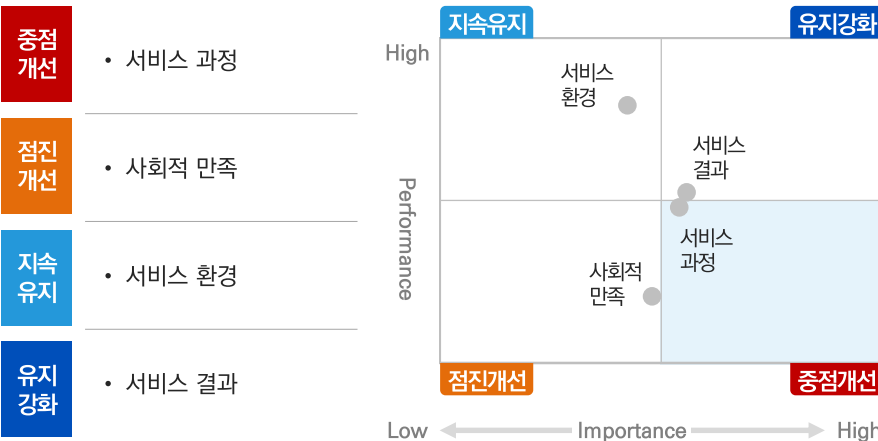 중점
개선
• 서비스 과정
점진
개선
• 사회적 만족
지속
유지
• 서비스 환경
유지
강화
• 서비스 결과
지속유지
유지강화
High
서비스
환경
서비스
결과
Performance
서비스
과정
사회적
만족
점진개선
중점개선
Low
Importance
High